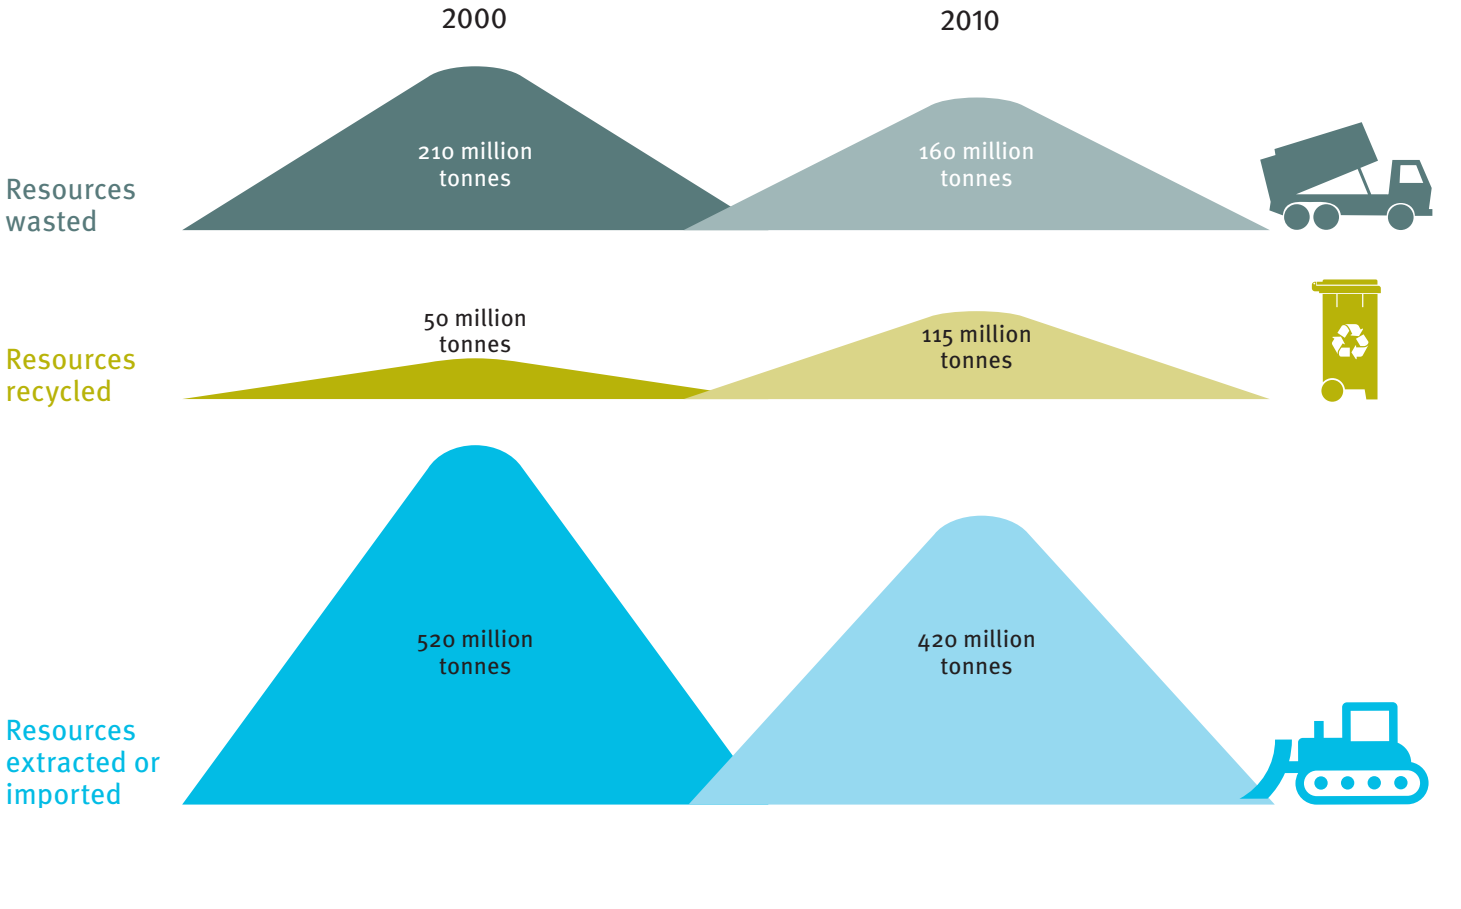 2000
2010
210 million
tonnes
160 million
tonnes
Resources
wasted
50 million
tonnes
115 million
tonnes
Resources
recycled
520 million
tonnes
420 million
tonnes
Resources
extracted or
imported